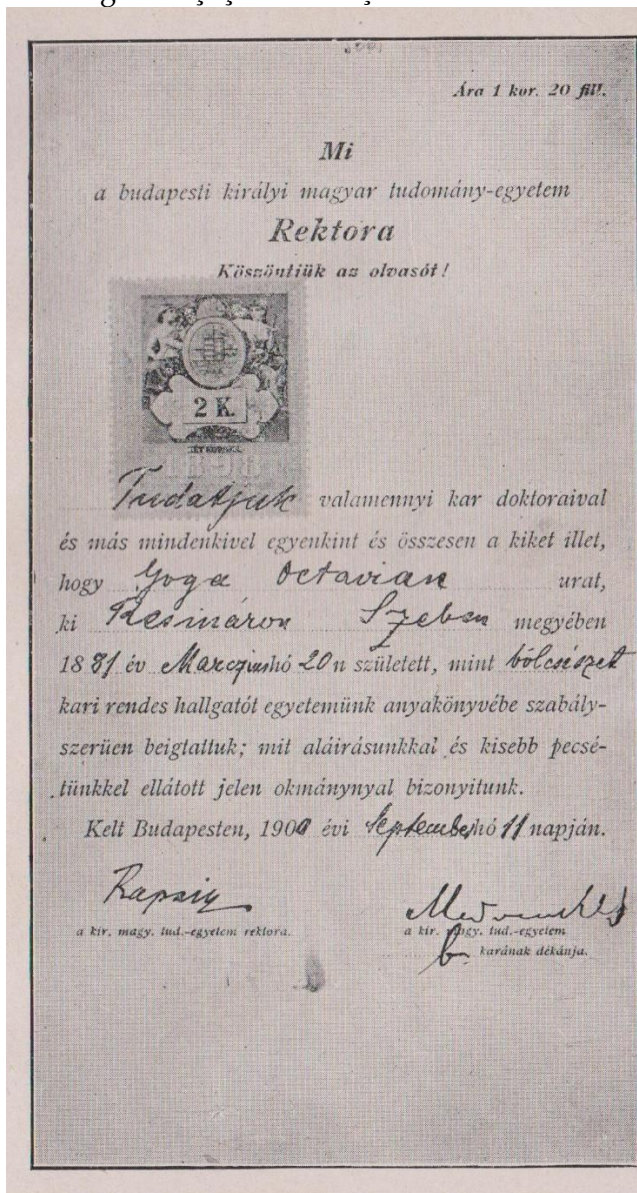 Ára 1 kor. 20 fill.
Mi
a budapesti királyi magyar tudomány-egyetem
Rektora
Köszöntjük az olvasót!
2 K.
Tudatjuk valamennyi kar doktoraival
és más mindenkivel egyenkint és összesen a kiket illet,
hogy Goga Octavian urat,
ki Resináron Szeben megyében
1881 év Marczius hó 20n született, mint bölcsészet
kari rendes hallgatót egyetemünk anyakönyvébe szabály-
szerüen beigtattuk; mit aláirásunkkal és kisebb pecsé-
tünkkel ellátott jelen okmánynyal bizonyitunk.
Kelt Budapesten, 1900 évi September hó 11 napján.
a kir. magy. tud.-egyetem rektora.
a kir. magy. tud.-egyetem
b. karának dékánja.